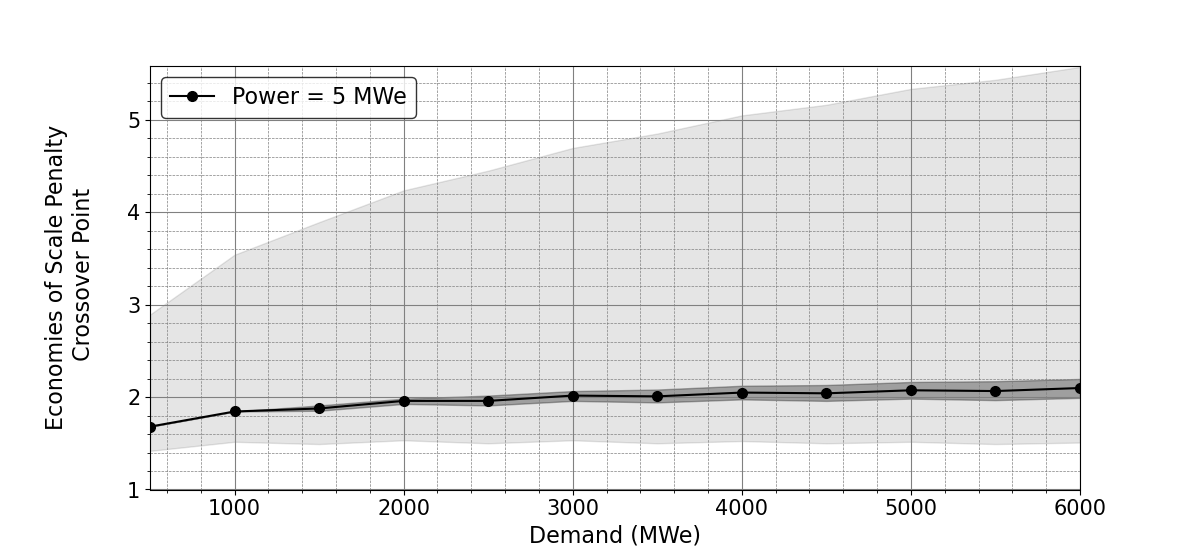 Power = 5 MWe
Economies of Scale Penalty
Crossover Point
5
4
3
2
1
1000 2000 3000 4000 5000 6000
Demand (MWe)